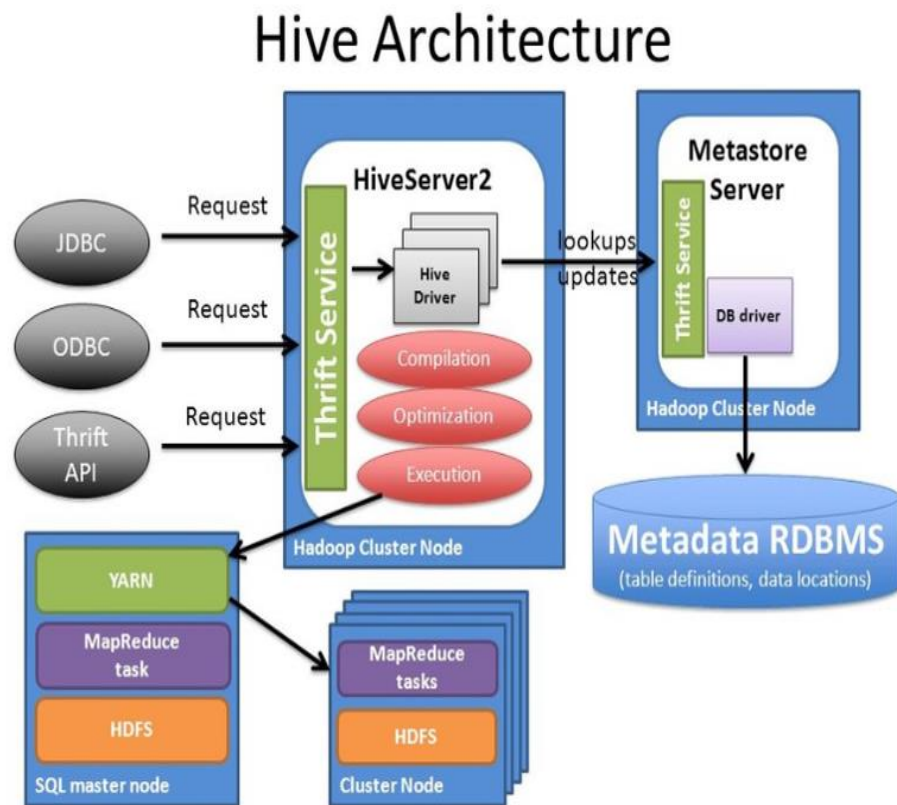 Hive Architecture
JDBC
ODBC
Thrift
API
Request
Request
Request
HiveServer2
Thrift Service
Hive
Driver
Compilation
Optimization
Execution
Hadoop Cluster Node
lookups
updates
Metastore
Server
Thrift Service
DB driver
Hadoop Cluster Node
Metadata RDBMS
(table definitions, data locations)
YARN
MapReduce
task
HDFS
SQL master node
MapReduce
tasks
HDFS
Cluster Node